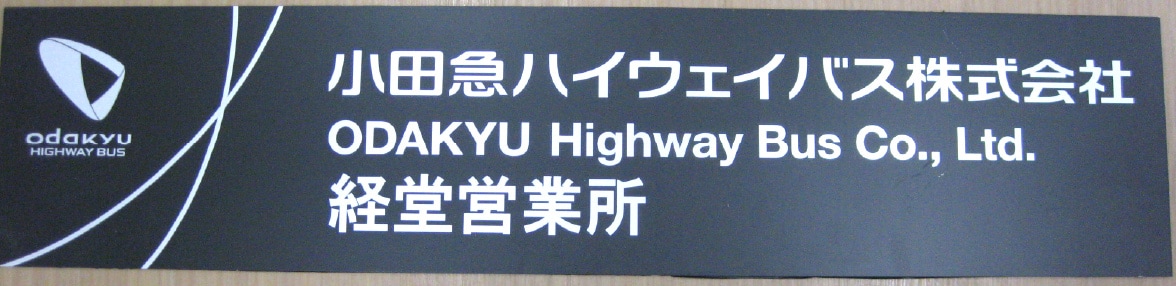 odakyu
HIGHWAY BUS
小田急ハイウェイバス株式会社
ODAKYU Highway Bus Co., Ltd.
経堂営業所